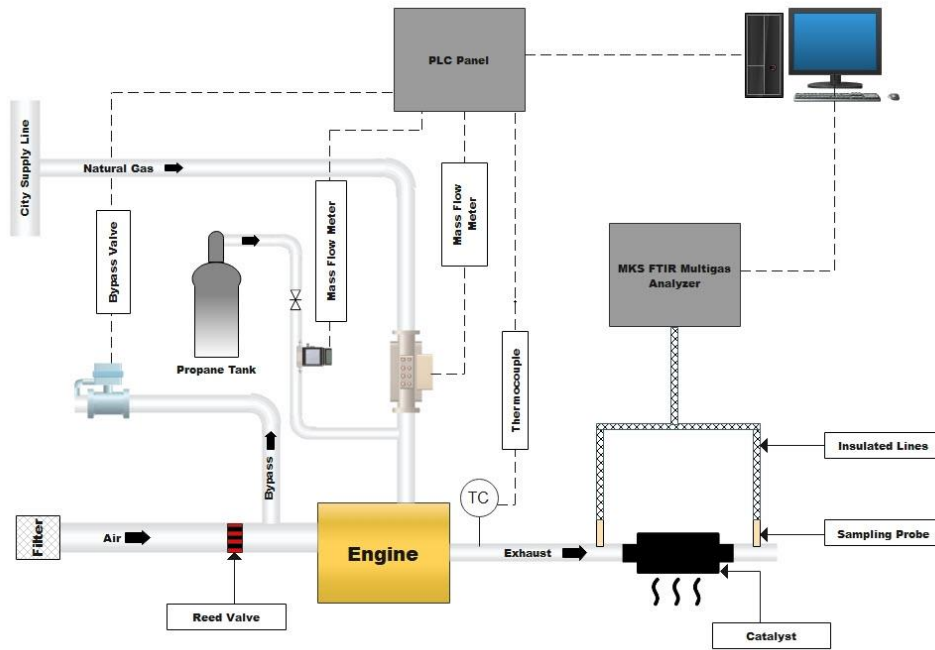 PLC Panel
City Supply Line
Natural Gas
Bypass Valve
Mass Flow Meter
Mass Flow
Meter
MKS FTIR Multigas
Analyzer
Propane Tank
Thermocouple
Insulated Lines
Bypass
TC
Filter
Air
Engine
Exhaust
Sampling Probe
Reed Valve
Catalyst